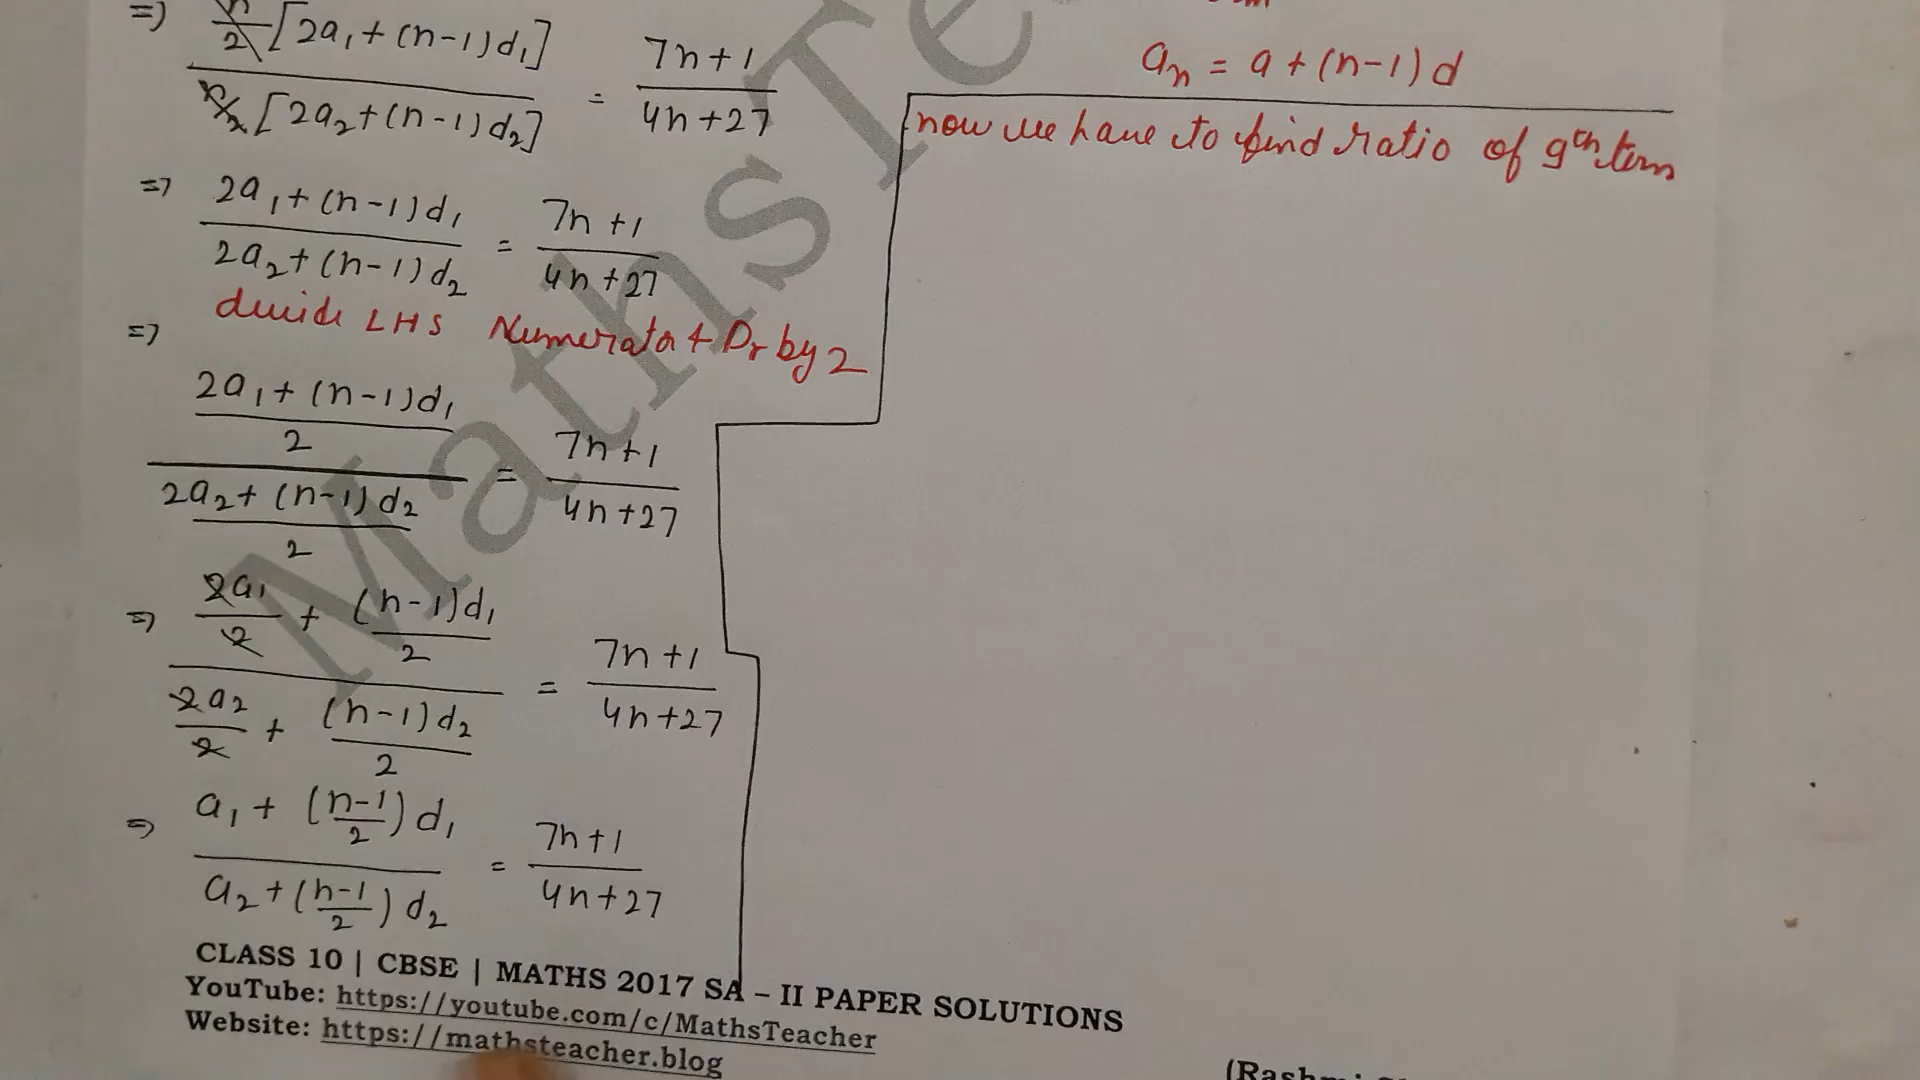 => n/2 [2a₁ + (n-1)d₁] / n/2 [2a₂ + (n-1)d₂] = 7n+1 / 4n+27
=> 2a₁ + (n-1)d₁ / 2a₂ + (n-1)d₂ = 7n+1 / 4n+27
=> divide LHS Numerator + Dr by 2
2a₁ + (n-1)d₁ / 2 / 2a₂ + (n-1)d₂ / 2 = 7n+1 / 4n+27
=> 2a₁/2 + (n-1)d₁/2 / 2a₂/2 + (n-1)d₂/2 = 7n+1 / 4n+27
=> a₁ + (n-1/2) d₁ / a₂ + (n-1/2) d₂ = 7n+1 / 4n+27
aₙ = a + (n-1) d
now we have to find ratio of 9th term
MathsTe
CLASS 10 | CBSE | MATHS 2017 SA – II PAPER SOLUTIONS
YouTube: https://youtube.com/c/MathsTeacher
Website: https://mathsteacher.blog